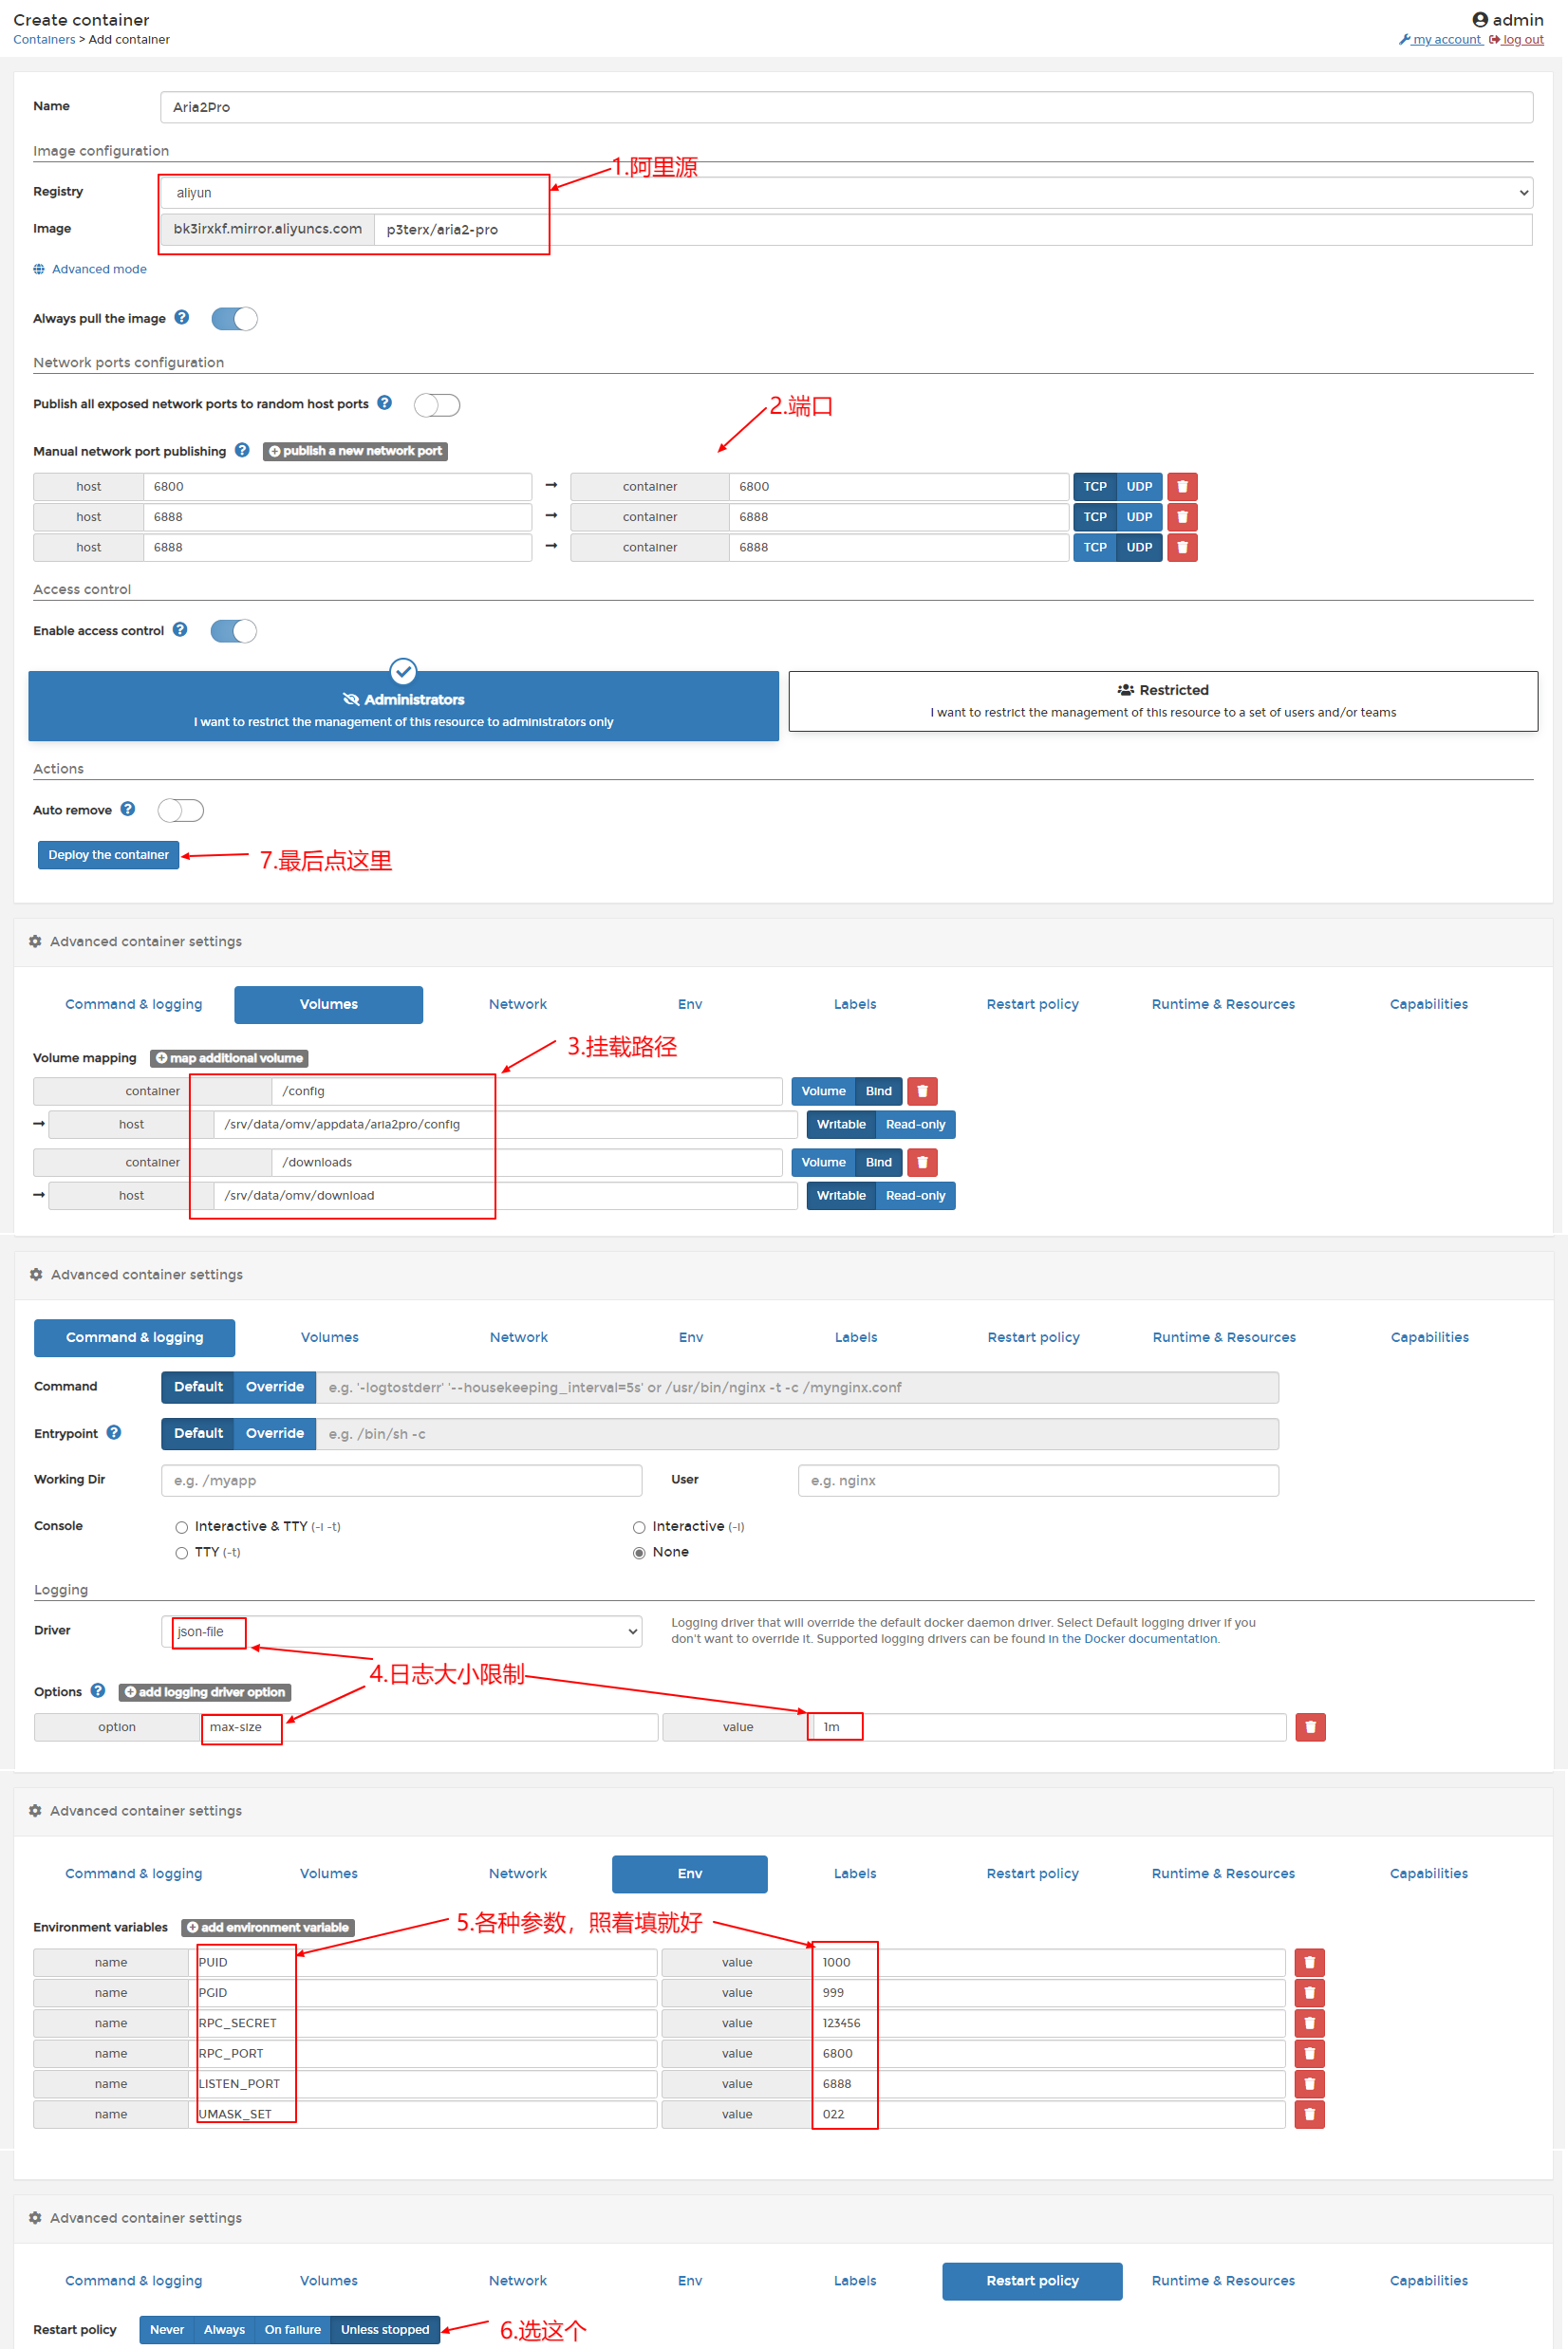 Create container
admin
Containers > Add container
my account log out
Name Aria2Pro
Image configuration
1.阿里源
Registry aliyun
Image bk3irxkf.mirror.aliyuncs.com p3terx/aria2-pro
Advanced mode
Always pull the image
Network ports configuration
Publish all exposed network ports to random host ports
2.端口
Manual network port publishing publish a new network port
host 6800 container 6800 TCP UDP
host 6888 container 6888 TCP UDP
host 6888 container 6888 TCP UDP
Access control
Enable access control
Administrators
I want to restrict the management of this resource to administrators only
Restricted
I want to restrict the management of this resource to a set of users and/or teams
Actions
Auto remove
Deploy the container
7.最后点这里
Advanced container settings
Command & logging Volumes Network Env Labels Restart policy Runtime & Resources Capabilities
3.挂载路径
Volume mapping map additional volume
container /config Volume Bind
host /srv/data/omv/appdata/aria2pro/config Writable Read-only
container /downloads Volume Bind
host /srv/data/omv/download Writable Read-only
Advanced container settings
Command & logging Volumes Network Env Labels Restart policy Runtime & Resources Capabilities
Command Default Override e.g. '-logtostderr' '--housekeeping_interval=5s' or /usr/bin/nginx -t -c /mynginx.conf
Entrypoint Default Override e.g. /bin/sh -c
Working Dir e.g. /myapp User e.g. nginx
Console Interactive & TTY (-i -t) Interactive (-i)
TTY (-t) None
Logging
Driver json-file
Logging driver that will override the default docker daemon driver. Select Default logging driver if you
don't want to override it. Supported logging drivers can be found in the Docker documentation.
4.日志大小限制
Options add logging driver option
option max-size value 1m
Advanced container settings
Command & logging Volumes Network Env Labels Restart policy Runtime & Resources Capabilities
5.各种参数，照着填就好
Environment variables add environment variable
name PUID value 1000
name PGID value 999
name RPC_SECRET value 123456
name RPC_PORT value 6800
name LISTEN_PORT value 6888
name UMASK_SET value 022
Advanced container settings
Command & logging Volumes Network Env Labels Restart policy Runtime & Resources Capabilities
Restart policy Never Always On failure Unless stopped
6.选这个